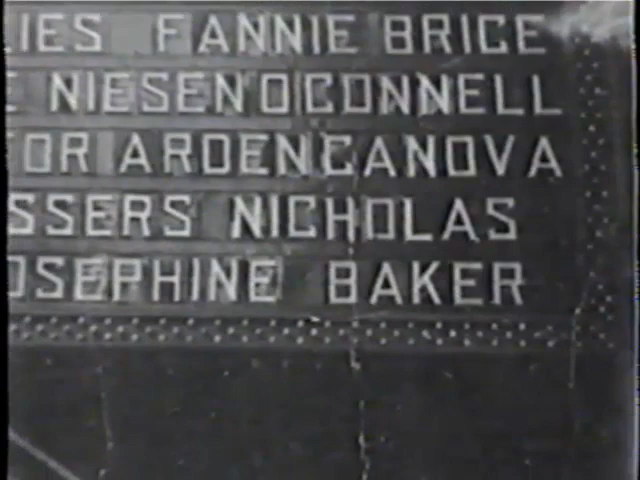 IES FANNIE BRICE
E NIESEN O'CONNELL
OR ARDEN CANOVA
SSERS NICHOLAS
OSEPHINE BAKER